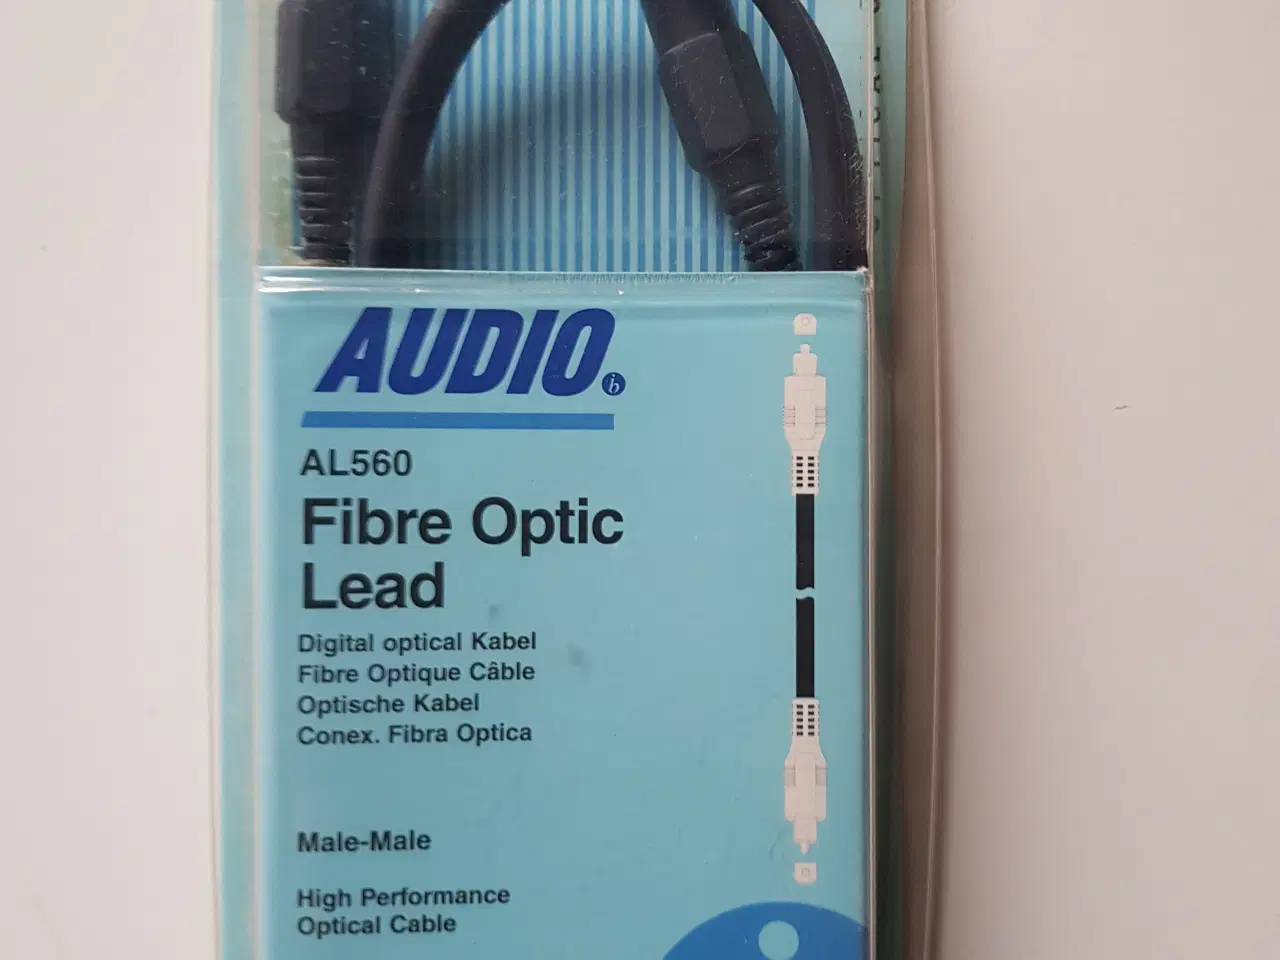 AUDIO.
AL560
Fibre Optic
Lead
Digital optical Kabel
Fibre Optique Câble
Optische Kabel
Conex. Fibra Optica
Male-Male
High Performance
Optical Cable